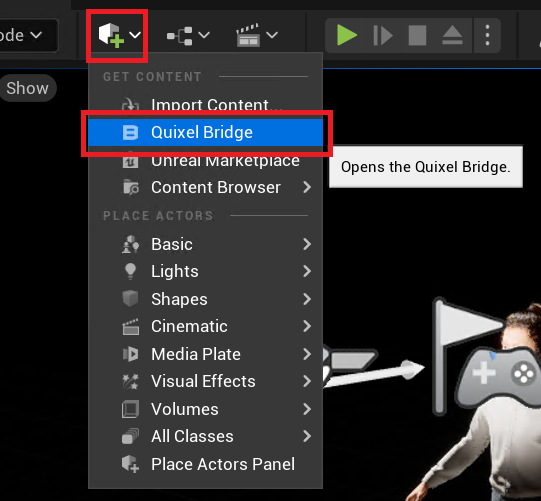 ode
Show
GET CONTENT
Import Content...
Quixel Bridge
Opens the Quixel Bridge.
Unreal Marketplace
Content Browser
PLACE ACTORS
Basic
Lights
Shapes
Cinematic
Media Plate
Visual Effects
Volumes
All Classes
Place Actors Panel